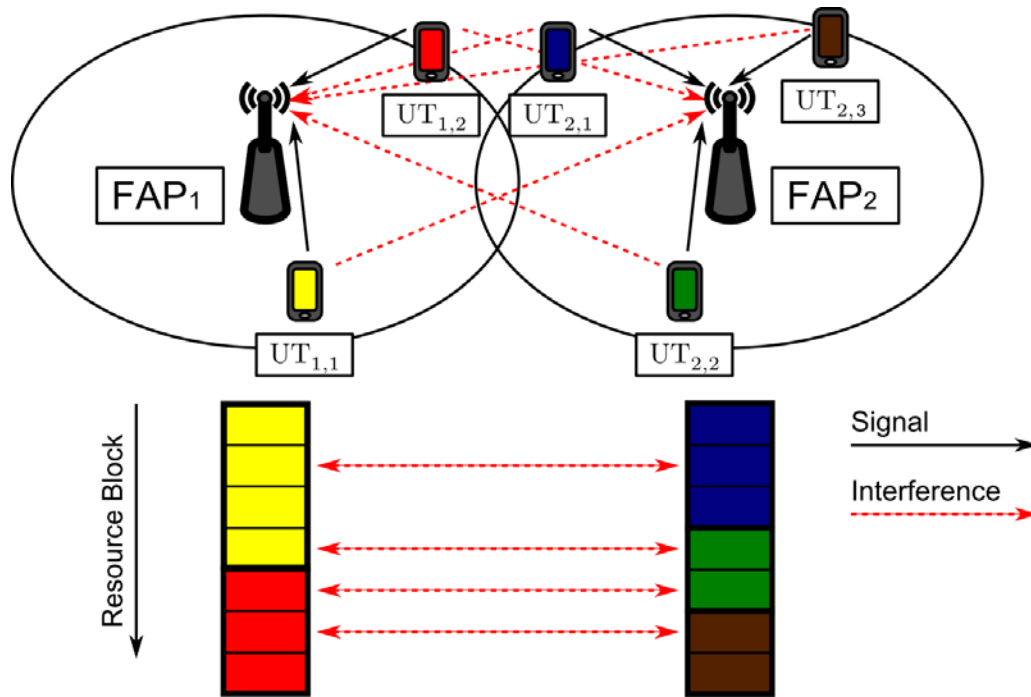 UT1,2
UT2,1
UT2,3
FAP1
FAP2
UT1,1
UT2,2
Resource Block
Signal
Interference